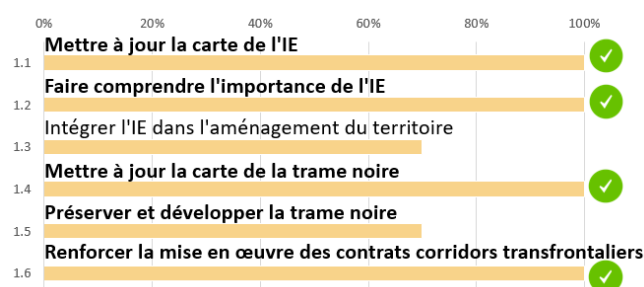 0% 20% 40% 60% 80% 100%
Mettre à jour la carte de l'IE
1.1
Faire comprendre l'importance de l'IE
1.2
Intégrer l'IE dans l'aménagement du territoire
1.3
Mettre à jour la carte de la trame noire
1.4
Préserver et développer la trame noire
1.5
Renforcer la mise en œuvre des contrats corridors transfrontaliers
1.6